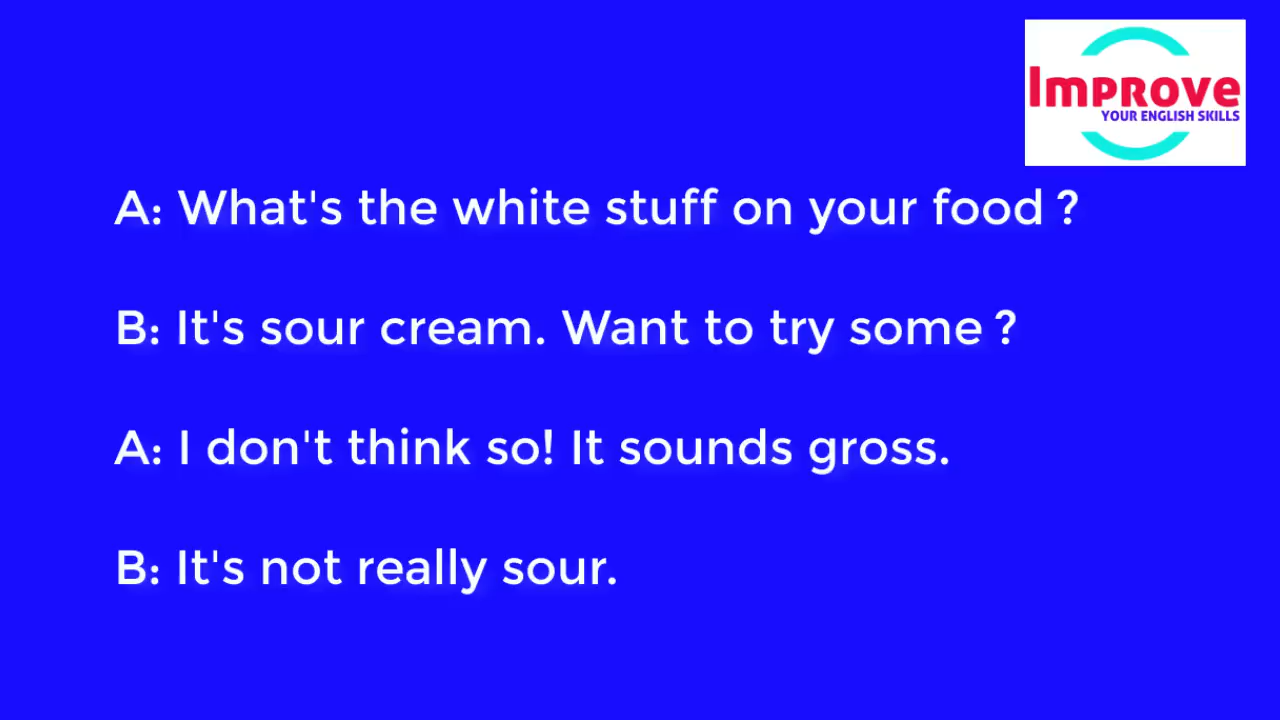 Improve
YOUR ENGLISH SKILLS
A: What's the white stuff on your food ?
B: It's sour cream. Want to try some ?
A: I don't think so! It sounds gross.
B: It's not really sour.